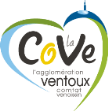 la
CoVe
l'agglomération
ventoux
comtat
venaissin